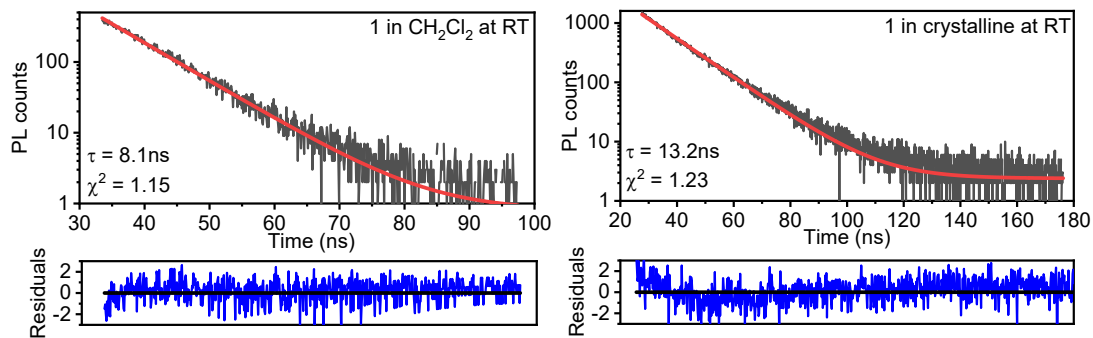 1 in CH₂Cl₂ at RT
PL counts
100
10
1
τ = 8.1ns
χ² = 1.15
30 40 50 60 70 80 90 100
Time (ns)
Residuals
2
0
-2
1 in crystalline at RT
PL counts
1000
100
10
1
τ = 13.2ns
χ² = 1.23
20 40 60 80 100 120 140 160 180
Time (ns)
Residuals
2
0
-2